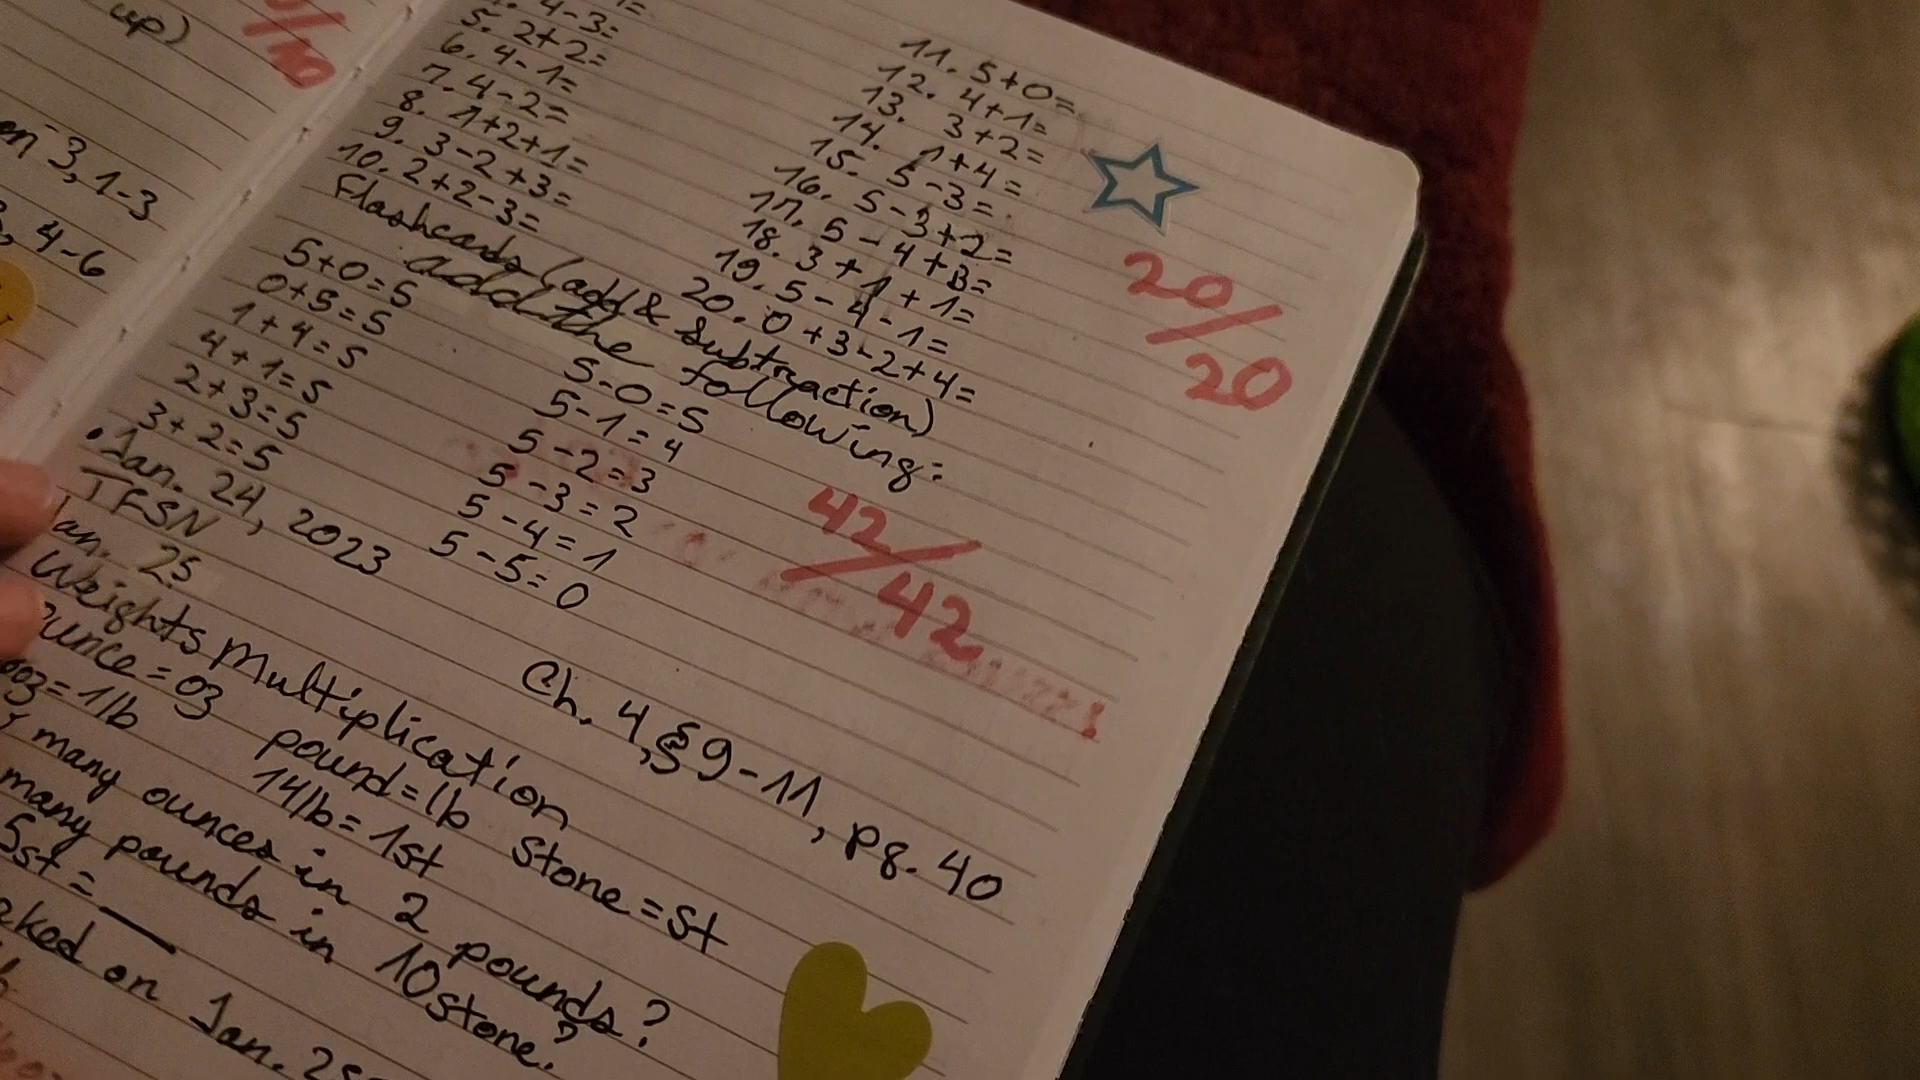 up)
3, 1-3
4-6
4-3=
5. 2+2=
6. 4-1=
7. 4-2=
8. 1+2+1=
9. 3-2+3=
10. 2+2-3=
11. 5+0=
12. 4+1=
13. 3+2=
14. 1+4=
15. 5-3=
16. 5-3+2=
17. 5-4+3=
18. 3+1+1=
19. 5-4-1=
20. 0+3-2+4=
20/20
Flashcards (add & subtraction)
add the following:
5+0=5
0+5=5
1+4=5
4+1=5
2+3=5
3+2=5
5-0=5
5-1=4
5-2=3
5-3=2
5-4=1
5-5=0
42/42
• Jan. 24, 2023
TFSN
Jan. 25
Ch. 4, § 9-11, pg. 40
Weights Multiplication
ounce = oz pound = lb stone = st
oz = 1lb 14lb = 1st
many ounces in 2 pounds?
many pounds in 10 stone?
5st =
on Jan.